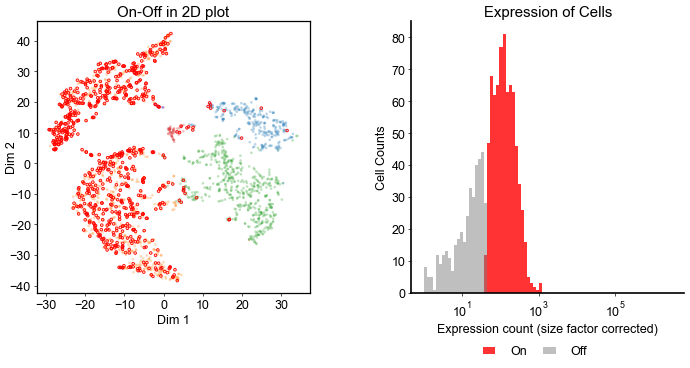 On-Off in 2D plot
40
30
20
10
0
−10
−20
−30
−40
Dim 2
−30 −20 −10 0 10 20 30
Dim 1
Expression of Cells
80
70
60
50
40
30
20
10
0
Cell Counts
10^1 10^3 10^5
Expression count (size factor corrected)
On Off